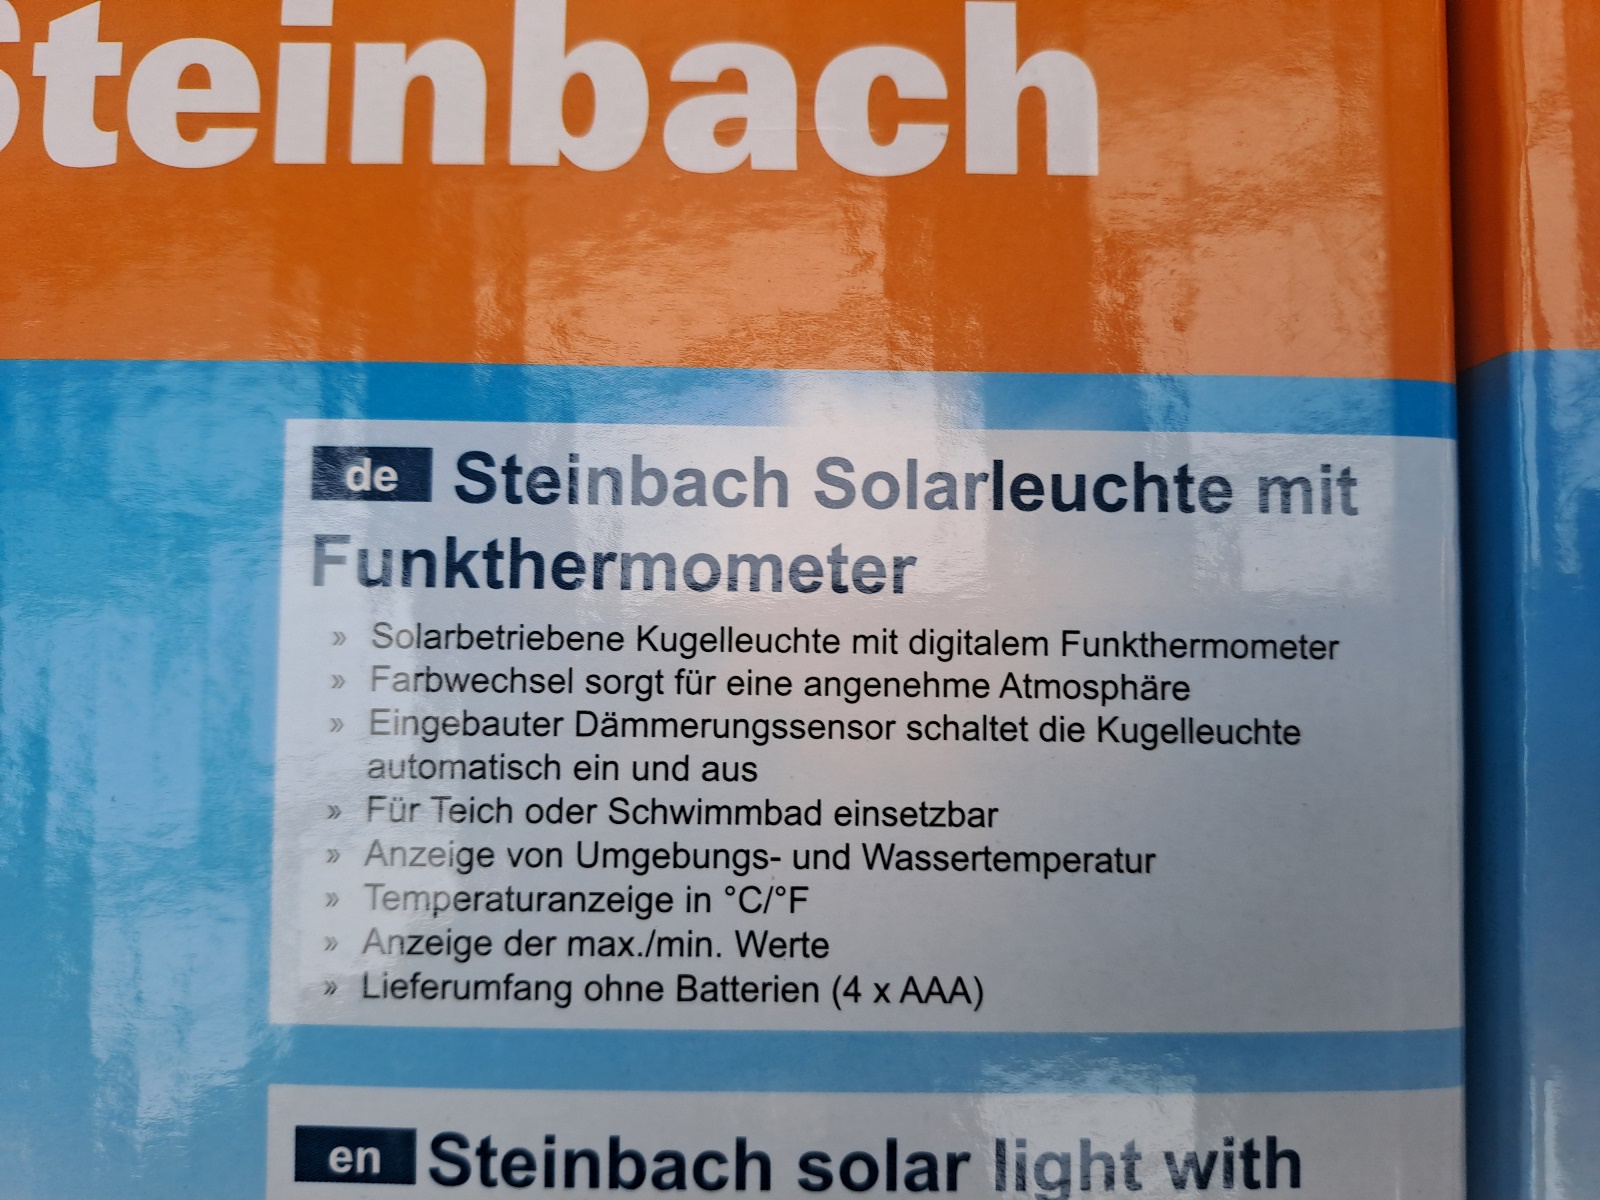 Steinbach
de Steinbach Solarleuchte mit
Funkthermometer
» Solarbetriebene Kugelleuchte mit digitalem Funkthermometer
» Farbwechsel sorgt für eine angenehme Atmosphäre
» Eingebauter Dämmerungssensor schaltet die Kugelleuchte
automatisch ein und aus
» Für Teich oder Schwimmbad einsetzbar
» Anzeige von Umgebungs- und Wassertemperatur
» Temperaturanzeige in °C/°F
» Anzeige der max./min. Werte
» Lieferumfang ohne Batterien (4 x AAA)
en Steinbach solar light with